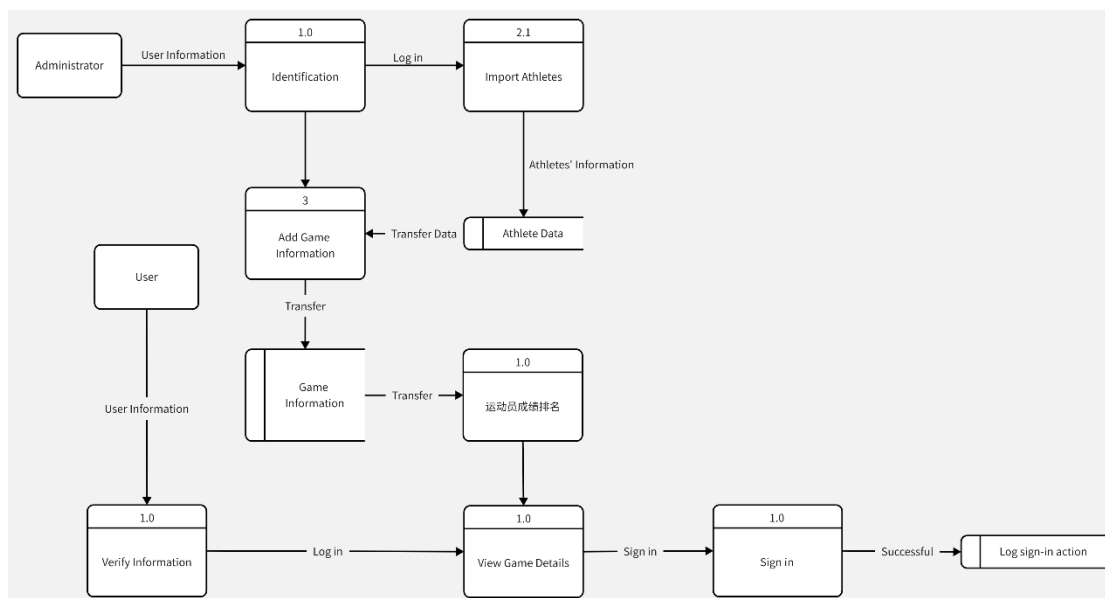 1.0
2.1
Administrator
User Information
Identification
Log in
Import Athletes
Athletes' Information
3
Add Game
Information
Transfer Data
Athlete Data
User
Transfer
1.0
Game
Information
Transfer
运动员成绩排名
User Information
1.0
1.0
1.0
Verify Information
Log in
View Game Details
Sign in
Sign in
Successful
Log sign-in action